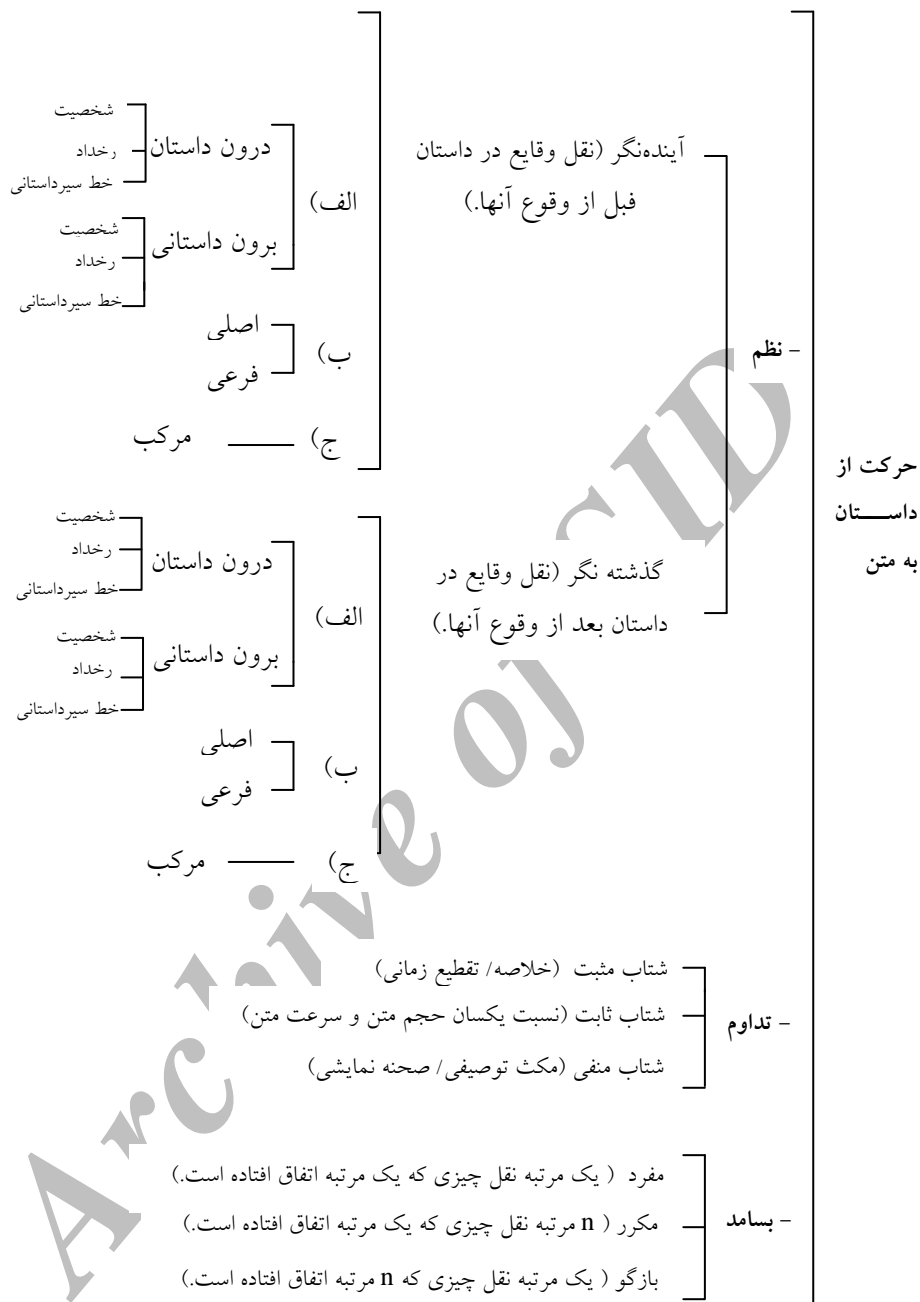 حرکت از
داستان
به متن
- نظم
آینده‌نگر (نقل وقایع در داستان
فبل از وقوع آنها.)
الف)
درون داستان
شخصیت
رخداد
خط سیرداستانی
برون داستانی
شخصیت
رخداد
خط سیرداستانی
ب)
اصلی
فرعی
ج) مرکب
گذشته نگر (نقل وقایع در
داستان بعد از وقوع آنها.)
الف)
درون داستان
شخصیت
رخداد
خط سیرداستانی
برون داستانی
شخصیت
رخداد
خط سیرداستانی
ب)
اصلی
فرعی
ج) مرکب
- تداوم
شتاب مثبت (خلاصه/ تقطیع زمانی)
شتاب ثابت (نسبت یکسان حجم متن و سرعت متن)
شتاب منفی (مکث توصیفی/ صحنه نمایشی)
- بسامد
مفرد ( یک مرتبه نقل چیزی که یک مرتبه اتفاق افتاده است.)
مکرر ( n مرتبه نقل چیزی که یک مرتبه اتفاق افتاده است.)
بازگو ( یک مرتبه نقل چیزی که n مرتبه اتفاق افتاده است.)
Archive of SID